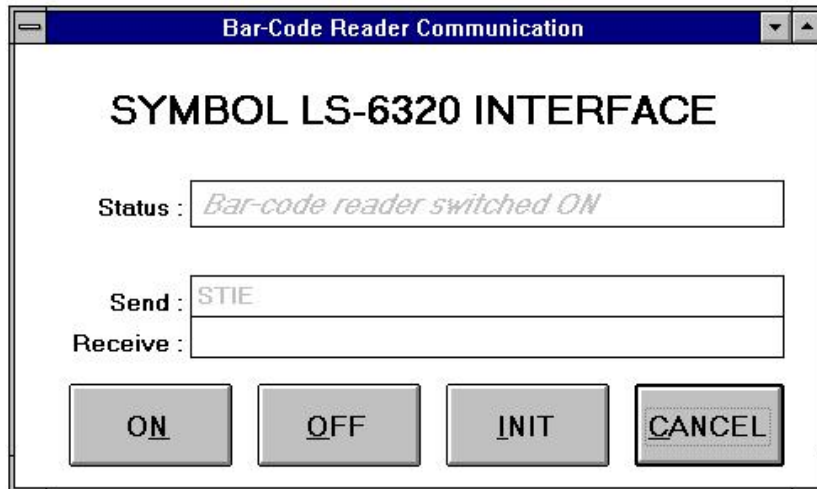 Bar-Code Reader Communication
SYMBOL LS-6320 INTERFACE
Status : Bar-code reader switched ON
Send : STIE
Receive :
ON OFF INIT CANCEL